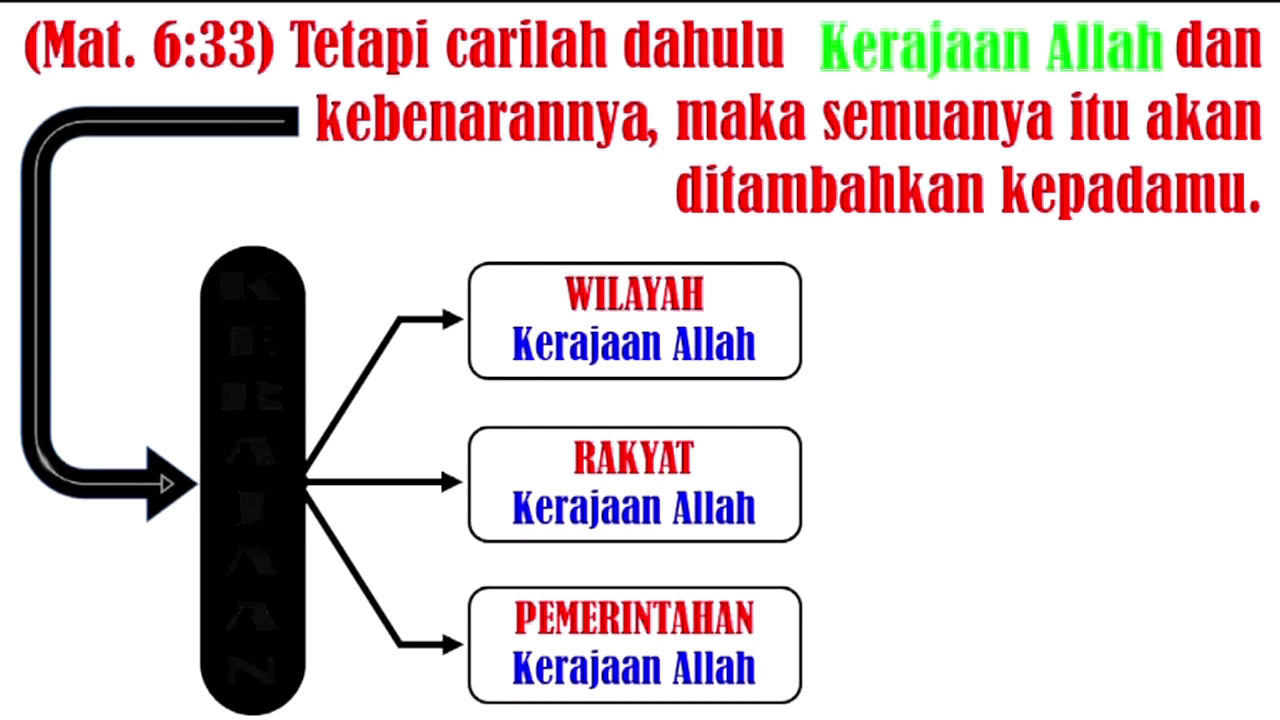 (Mat. 6:33) Tetapi carilah dahulu Kerajaan Allah dan
kebenarannya, maka semuanya itu akan
ditambahkan kepadamu.
KERAJAAN
WILAYAH
Kerajaan Allah
RAKYAT
Kerajaan Allah
PEMERINTAHAN
Kerajaan Allah